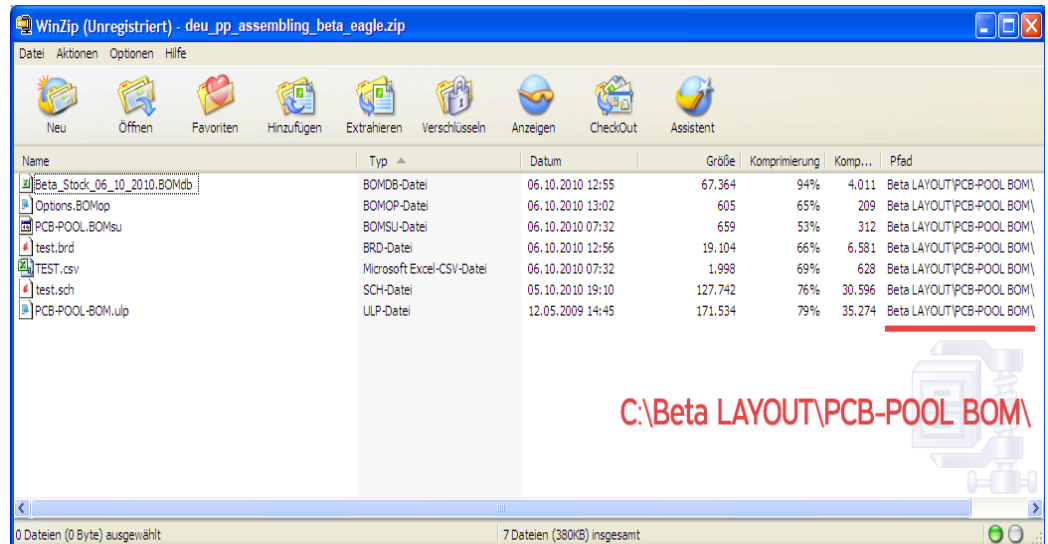 WinZip (Unregistriert) - deu_pp_assembling_beta_eagle.zip
Datei Aktionen Optionen Hilfe
Neu Öffnen Favoriten Hinzufügen Extrahieren Verschlüsseln Anzeigen CheckOut Assistent
Name Typ Datum Größe Komprimierung Komp... Pfad
Beta_Stock_06_10_2010.BOMdb BOMDB-Datei 06.10.2010 12:55 67.364 94% 4.011 Beta LAYOUT\PCB-POOL BOM\
Options.BOMop BOMOP-Datei 06.10.2010 13:02 605 65% 209 Beta LAYOUT\PCB-POOL BOM\
PCB-POOL.BOMsu BOMSU-Datei 06.10.2010 07:32 659 53% 312 Beta LAYOUT\PCB-POOL BOM\
test.brd BRD-Datei 06.10.2010 12:56 19.104 66% 6.581 Beta LAYOUT\PCB-POOL BOM\
TEST.csv Microsoft Excel-CSV-Datei 06.10.2010 07:32 1.998 69% 628 Beta LAYOUT\PCB-POOL BOM\
test.sch SCH-Datei 05.10.2010 19:10 127.742 76% 30.596 Beta LAYOUT\PCB-POOL BOM\
PCB-POOL-BOM.ulp ULP-Datei 12.05.2009 14:45 171.534 79% 35.274 Beta LAYOUT\PCB-POOL BOM\
C:\Beta LAYOUT\PCB-POOL BOM\
0 Dateien (0 Byte) ausgewählt 7 Dateien (380KB) insgesamt